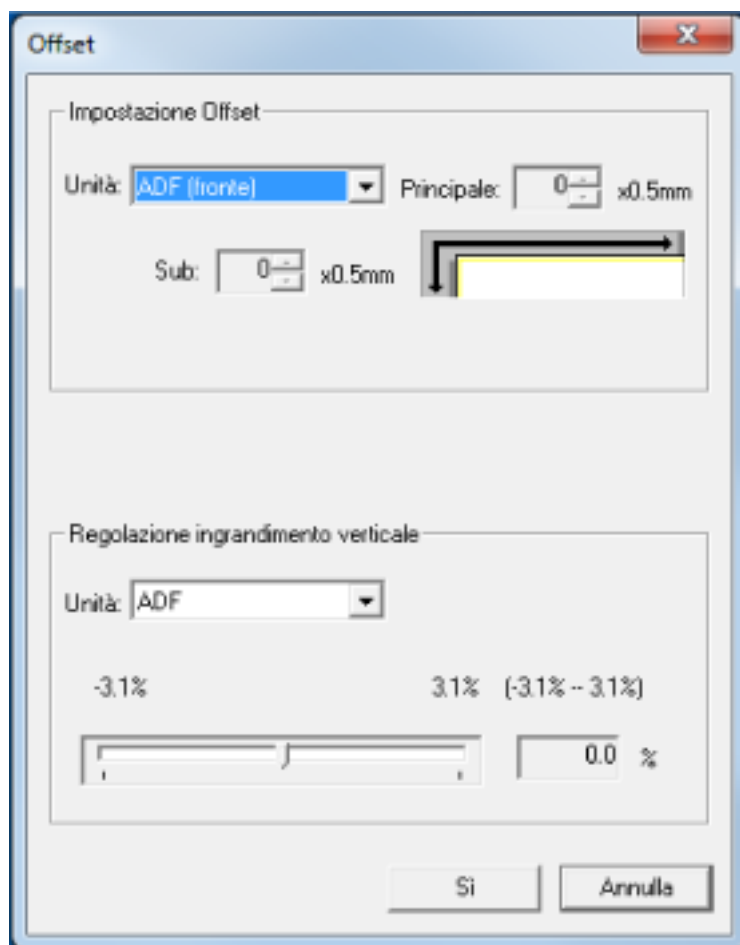 Offset
Impostazione Offset
Unità: ADF (fronte) Principale: 0 x0.5mm
Sub: 0 x0.5mm
Regolazione ingrandimento verticale
Unità: ADF
-3.1% 3.1% (-3.1% -- 3.1%)
0.0 %
Sì Annulla